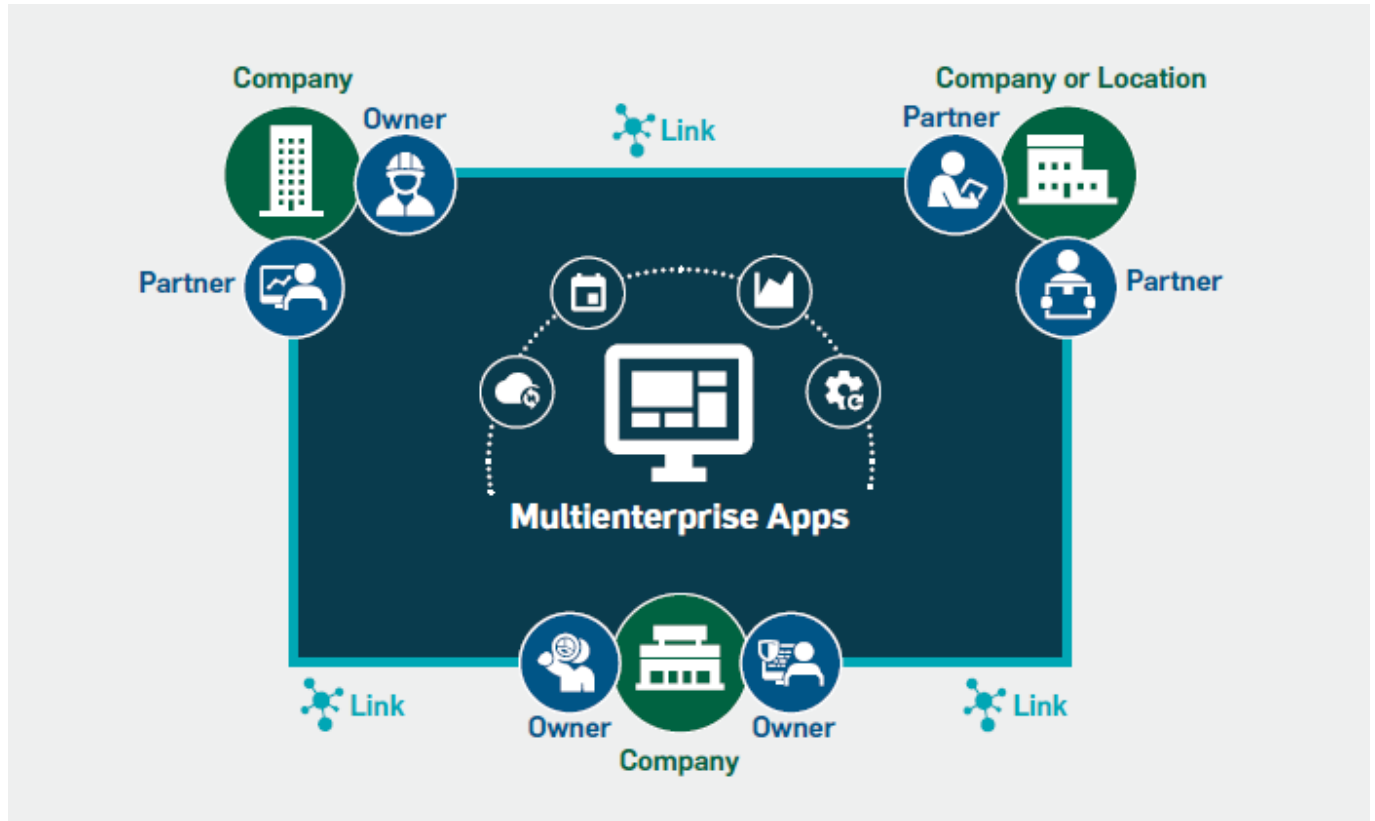 Company
Company or Location
Owner
Link
Partner
Partner
Partner
Multienterprise Apps
Link
Link
Owner
Owner
Company